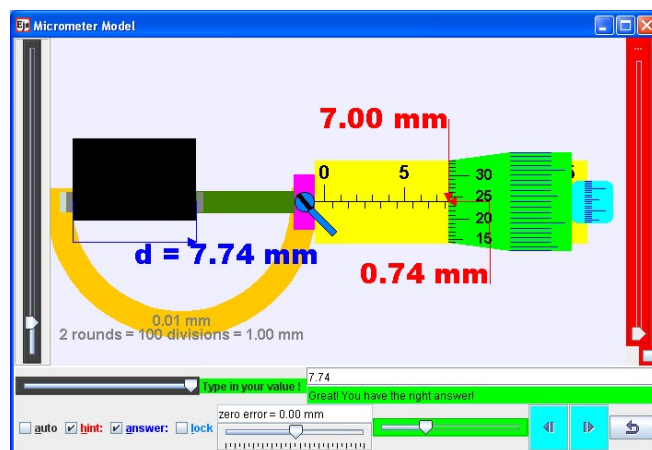 Micrometer Model
...
7.00 mm
0
5
5
30
25
20
15
d = 7.74 mm
0.74 mm
0.01 mm
2 rounds = 100 divisions = 1.00 mm
Type in your value !
7.74
Great! You have the right answer!
auto
hint:
answer:
lock
zero error = 0.00 mm